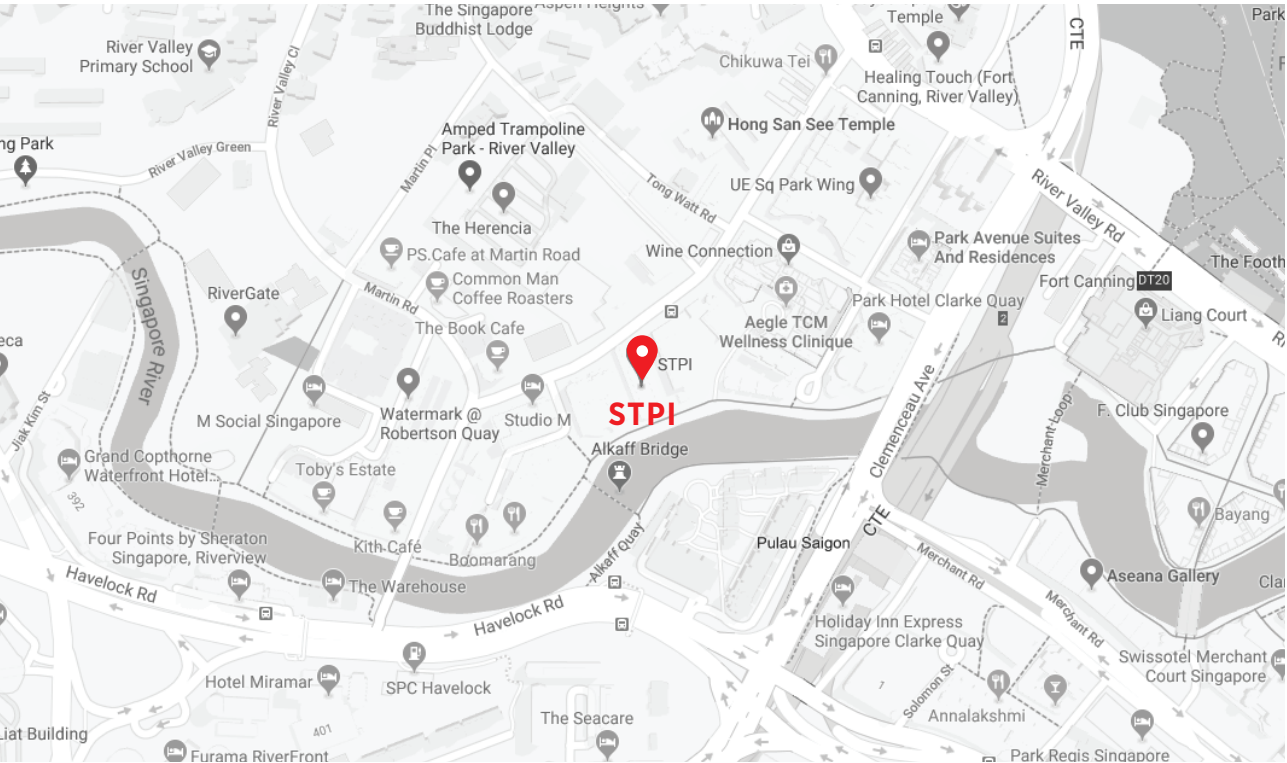 The Singapore
Buddhist Lodge
Aspen Heights
Temple
CTE
Park
River Valley
Primary School
River Valley Cl
Chikuwa Tei
Healing Touch (Fort
Canning, River Valley)
Amped Trampoline
Park - River Valley
Hong San See Temple
ng Park
River Valley Green
Martin Pl
Tong Watt Rd
UE Sq Park Wing
River Valley Rd
The Herencia
PS.Cafe at Martin Road
Wine Connection
Park Avenue Suites
And Residences
The Footh
Singapore River
RiverGate
Martin Rd
Common Man
Coffee Roasters
Fort Canning
DT20
Park Hotel Clarke Quay
2
Liang Court
The Book Cafe
Aegle TCM
Wellness Clinique
Ri
eca
STPI
STPI
Jiak Kim St
M Social Singapore
Watermark @
Robertson Quay
Studio M
Clemenceau Ave
Merchant Loop
F. Club Singapore
Alkaff Bridge
Grand Copthorne
Waterfront Hotel...
Toby's Estate
392
Bayang
CTE
Four Points by Sheraton
Singapore, Riverview
Kith Café
Boomarang
Alkaff Quay
Pulau Saigon
Merchant Rd
Aseana Gallery
Clar
Havelock Rd
The Warehouse
Havelock Rd
Merchant Rd
Holiday Inn Express
Singapore Clarke Quay
Hotel Miramar
SPC Havelock
1
Solomon St
Swissotel Merchant
Court Singapore
401
The Seacare
Annalakshmi
Liat Building
Furama RiverFront
Park Regis Singapore